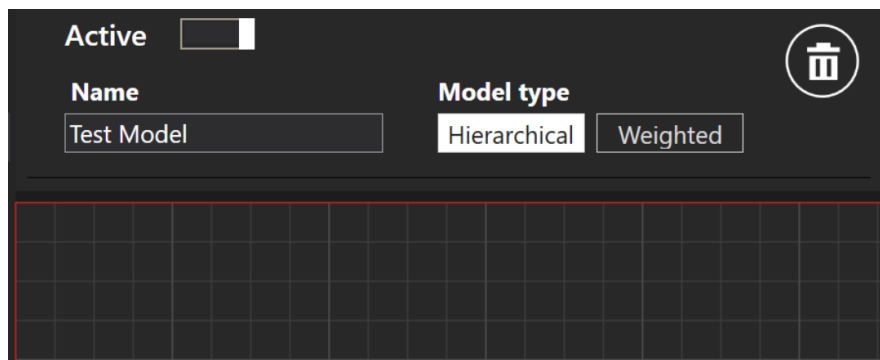 Active
Name
Model type
Test Model
Hierarchical
Weighted